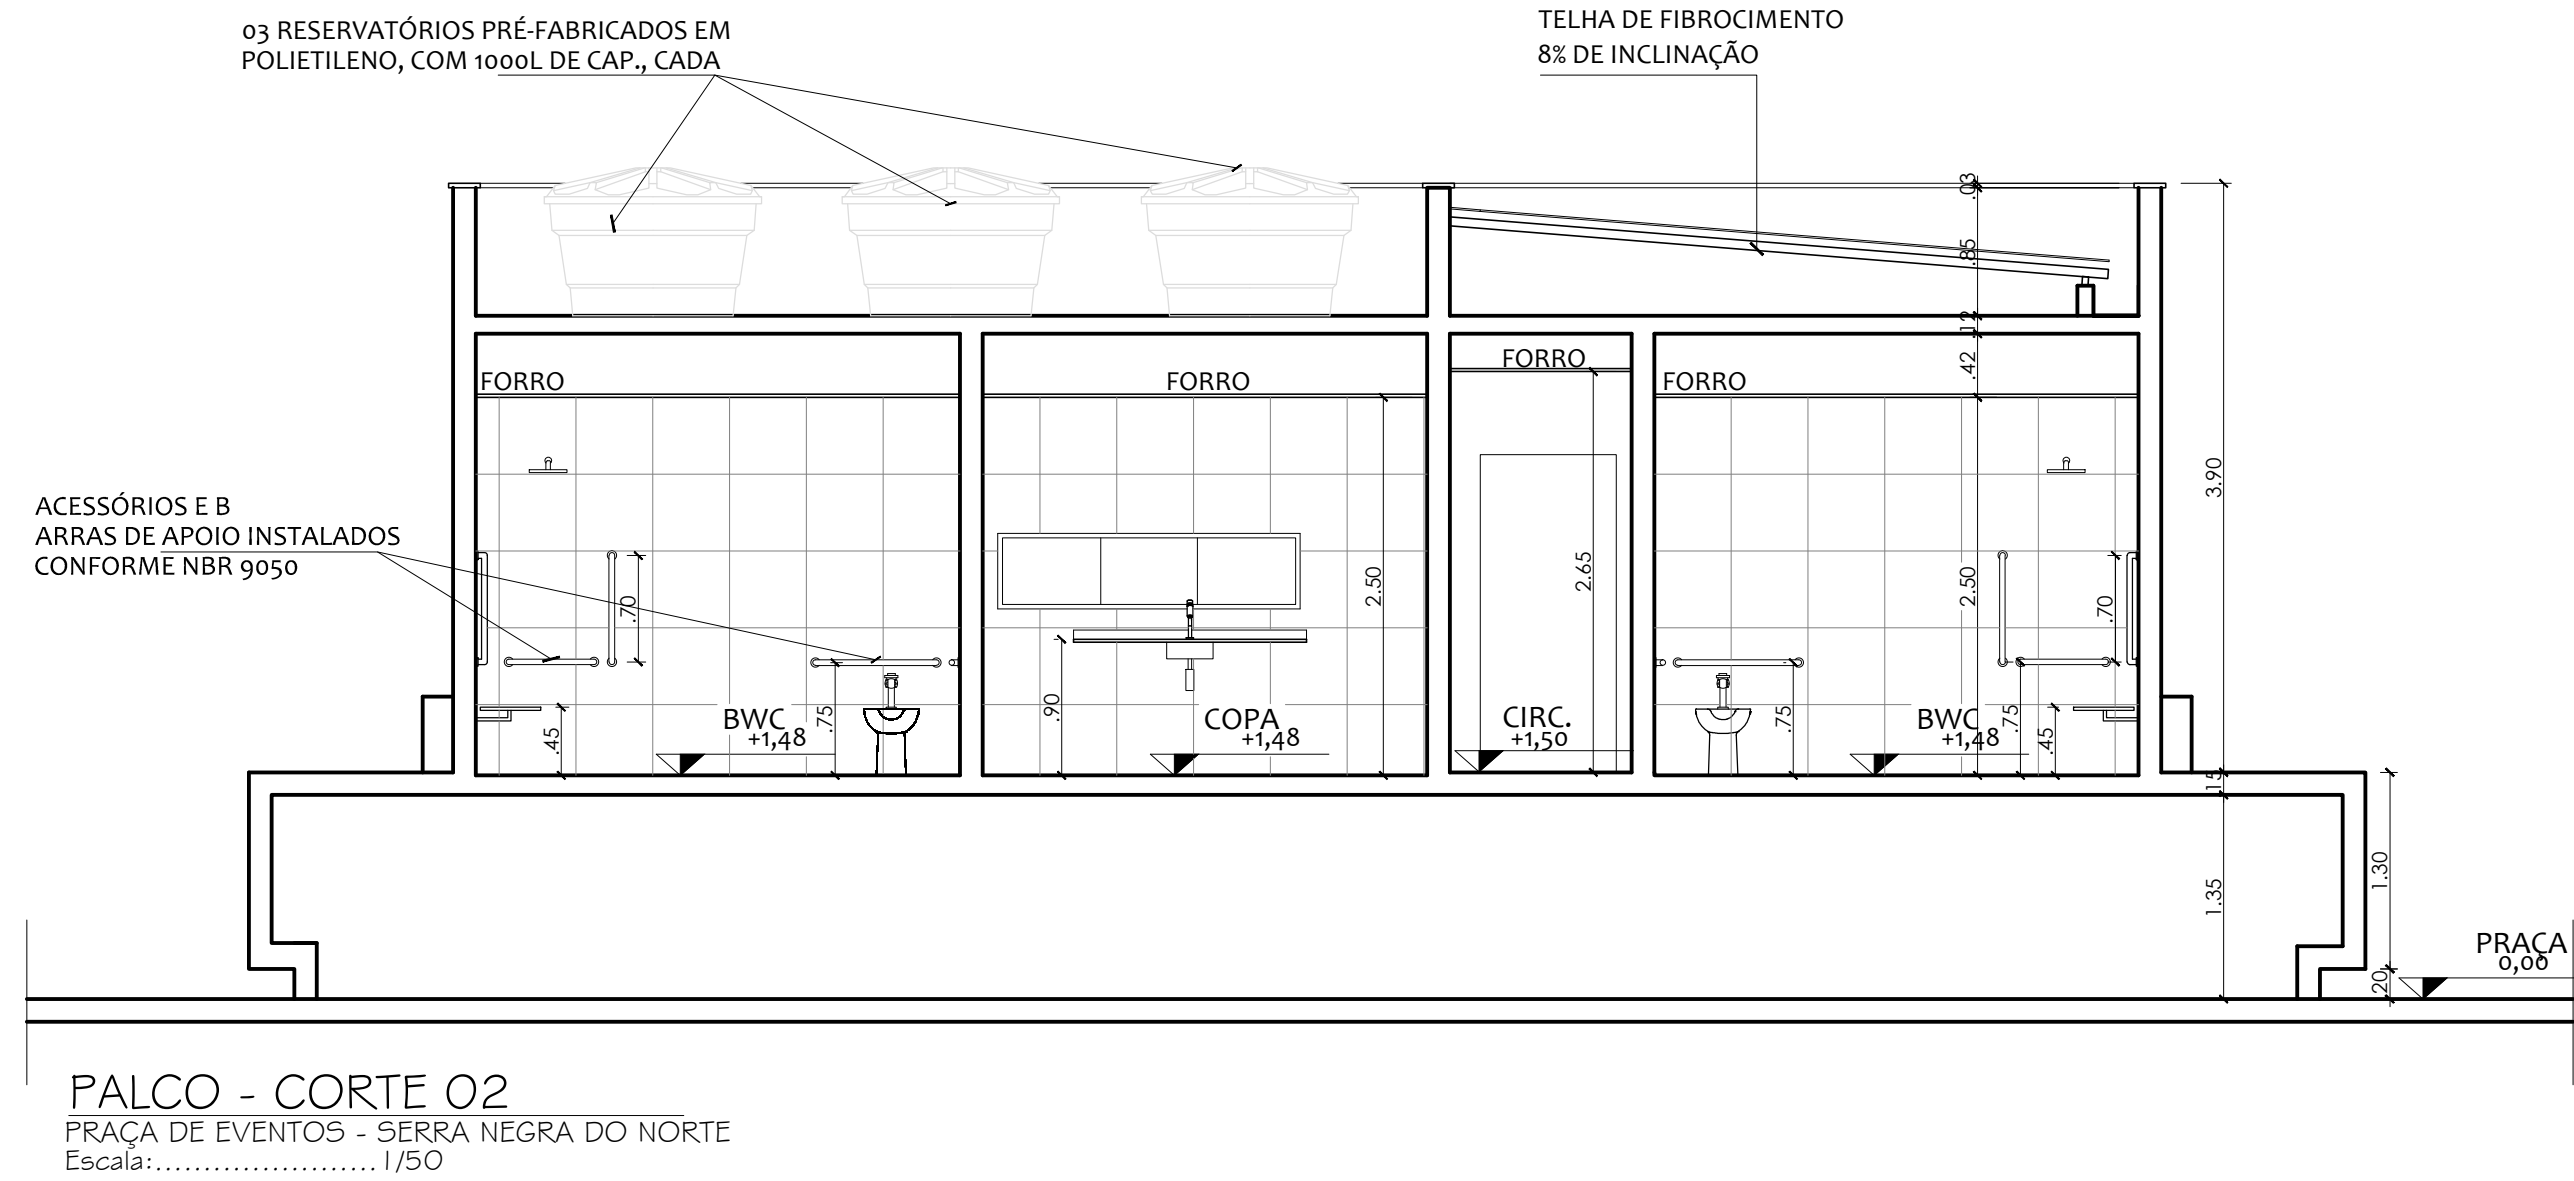 03 RESERVATÓRIOS PRÉ-FABRICADOS EM
POLIETILENO, COM 1000L DE CAP., CADA
TELHA DE FIBROCIMENTO
8% DE INCLINAÇÃO
.03
.85
.12
.42
FORRO
FORRO
FORRO
FORRO
3.90
ACESSÓRIOS E B
ARRAS DE APOIO INSTALADOS
CONFORME NBR 9050
.70
2.50
2.65
2.50
.70
.45
BWC
+1,48
.75
.90
COPA
+1,48
CIRC.
+1,50
.75
BWC
+1,48
.75
.45
.15
1.35
1.30
.20
PRAÇA
0,00
PALCO - CORTE 02
PRAÇA DE EVENTOS - SERRA NEGRA DO NORTE
Escala:.......................1/50